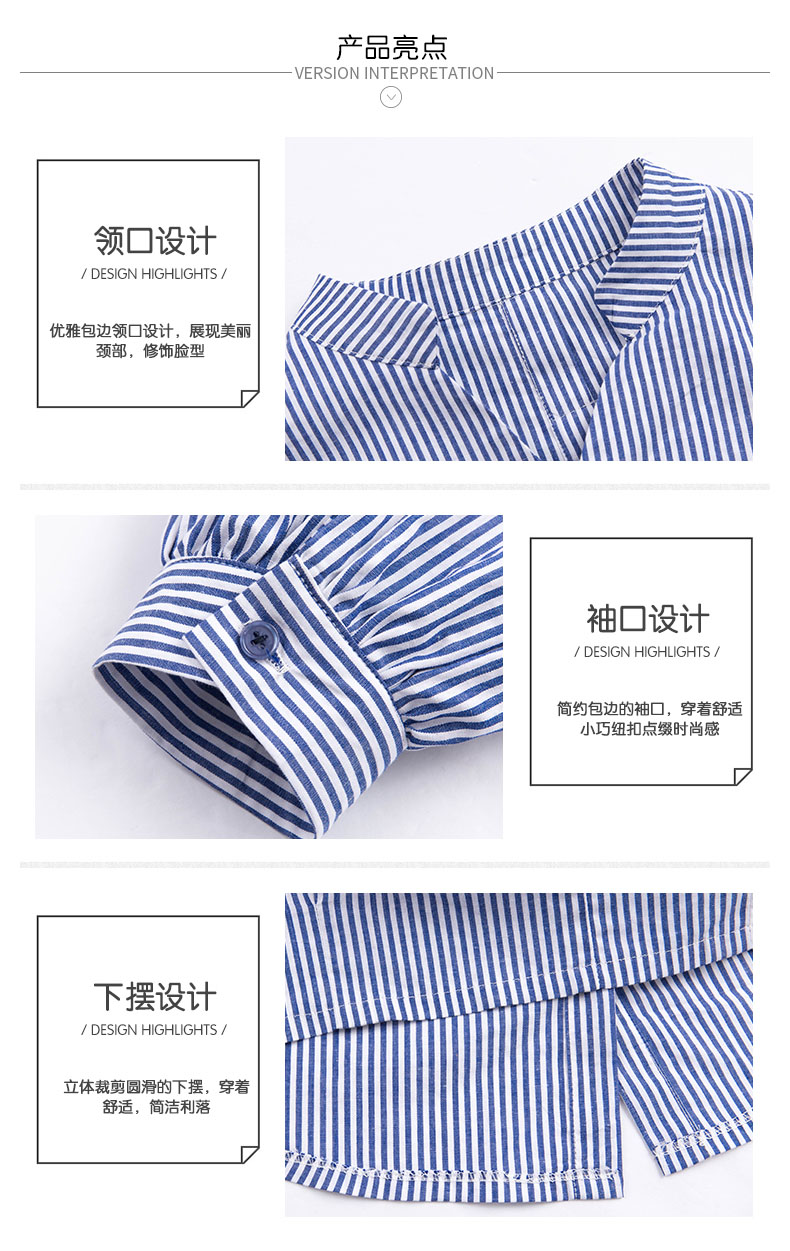 产品亮点
VERSION INTERPRETATION
领口设计
/ DESIGN HIGHLIGHTS /
优雅包边领口设计，展现美丽
颈部，修饰脸型
袖口设计
/ DESIGN HIGHLIGHTS /
简约包边的袖口，穿着舒适
小巧纽扣点缀时尚感
下摆设计
/ DESIGN HIGHLIGHTS /
立体裁剪圆滑的下摆，穿着
舒适，简洁利落